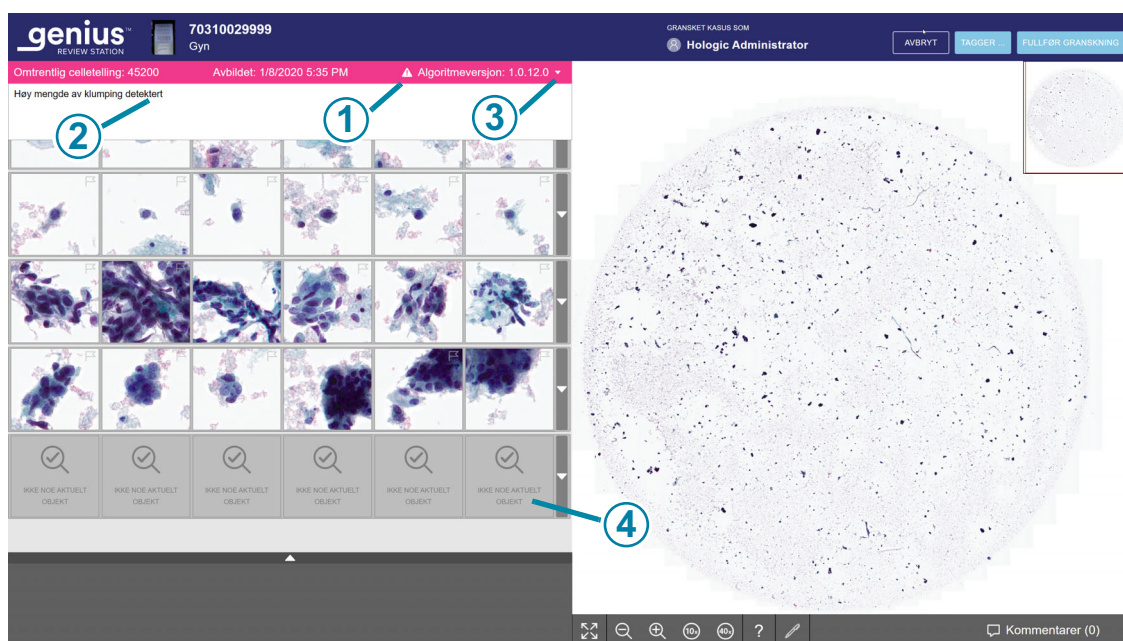 genius™
REVIEW STATION
70310029999
Gyn
GRANSKET KASUS SOM
Hologic Administrator
AVBRYT
TAGGER ...
FULLFØR GRANSKNING
Omtrentlig celletelling: 45200
Avbildet: 1/8/2020 5:35 PM
Algoritmeversjon: 1.0.12.0
Høy mengde av klumping detektert
1
2
3
IKKE NOE AKTUELT
OBJEKT
IKKE NOE AKTUELT
OBJEKT
IKKE NOE AKTUELT
OBJEKT
IKKE NOE AKTUELT
OBJEKT
IKKE NOE AKTUELT
OBJEKT
IKKE NOE AKTUELT
OBJEKT
4
10x
40x
?
Kommentarer (0)